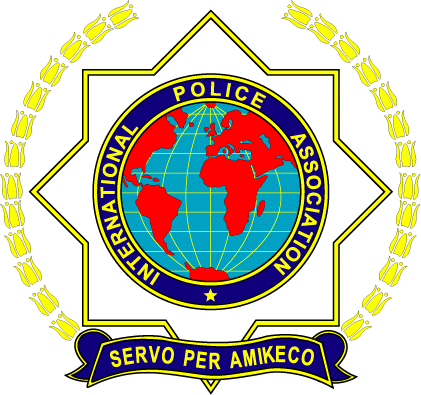 INTERNATIONAL POLICE ASSOCIATION
SERVO PER AMIKECO